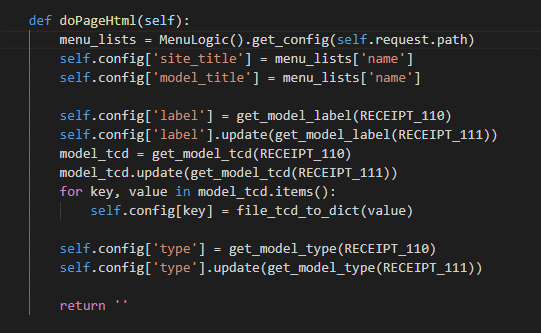 def doPageHtml(self):
    menu_lists = MenuLogic().get_config(self.request.path)
    self.config['site_title'] = menu_lists['name']
    self.config['model_title'] = menu_lists['name']

    self.config['label'] = get_model_label(RECEIPT_110)
    self.config['label'].update(get_model_label(RECEIPT_111))
    model_tcd = get_model_tcd(RECEIPT_110)
    model_tcd.update(get_model_tcd(RECEIPT_111))
    for key, value in model_tcd.items():
        self.config[key] = file_tcd_to_dict(value)

    self.config['type'] = get_model_type(RECEIPT_110)
    self.config['type'].update(get_model_type(RECEIPT_111))

    return ''